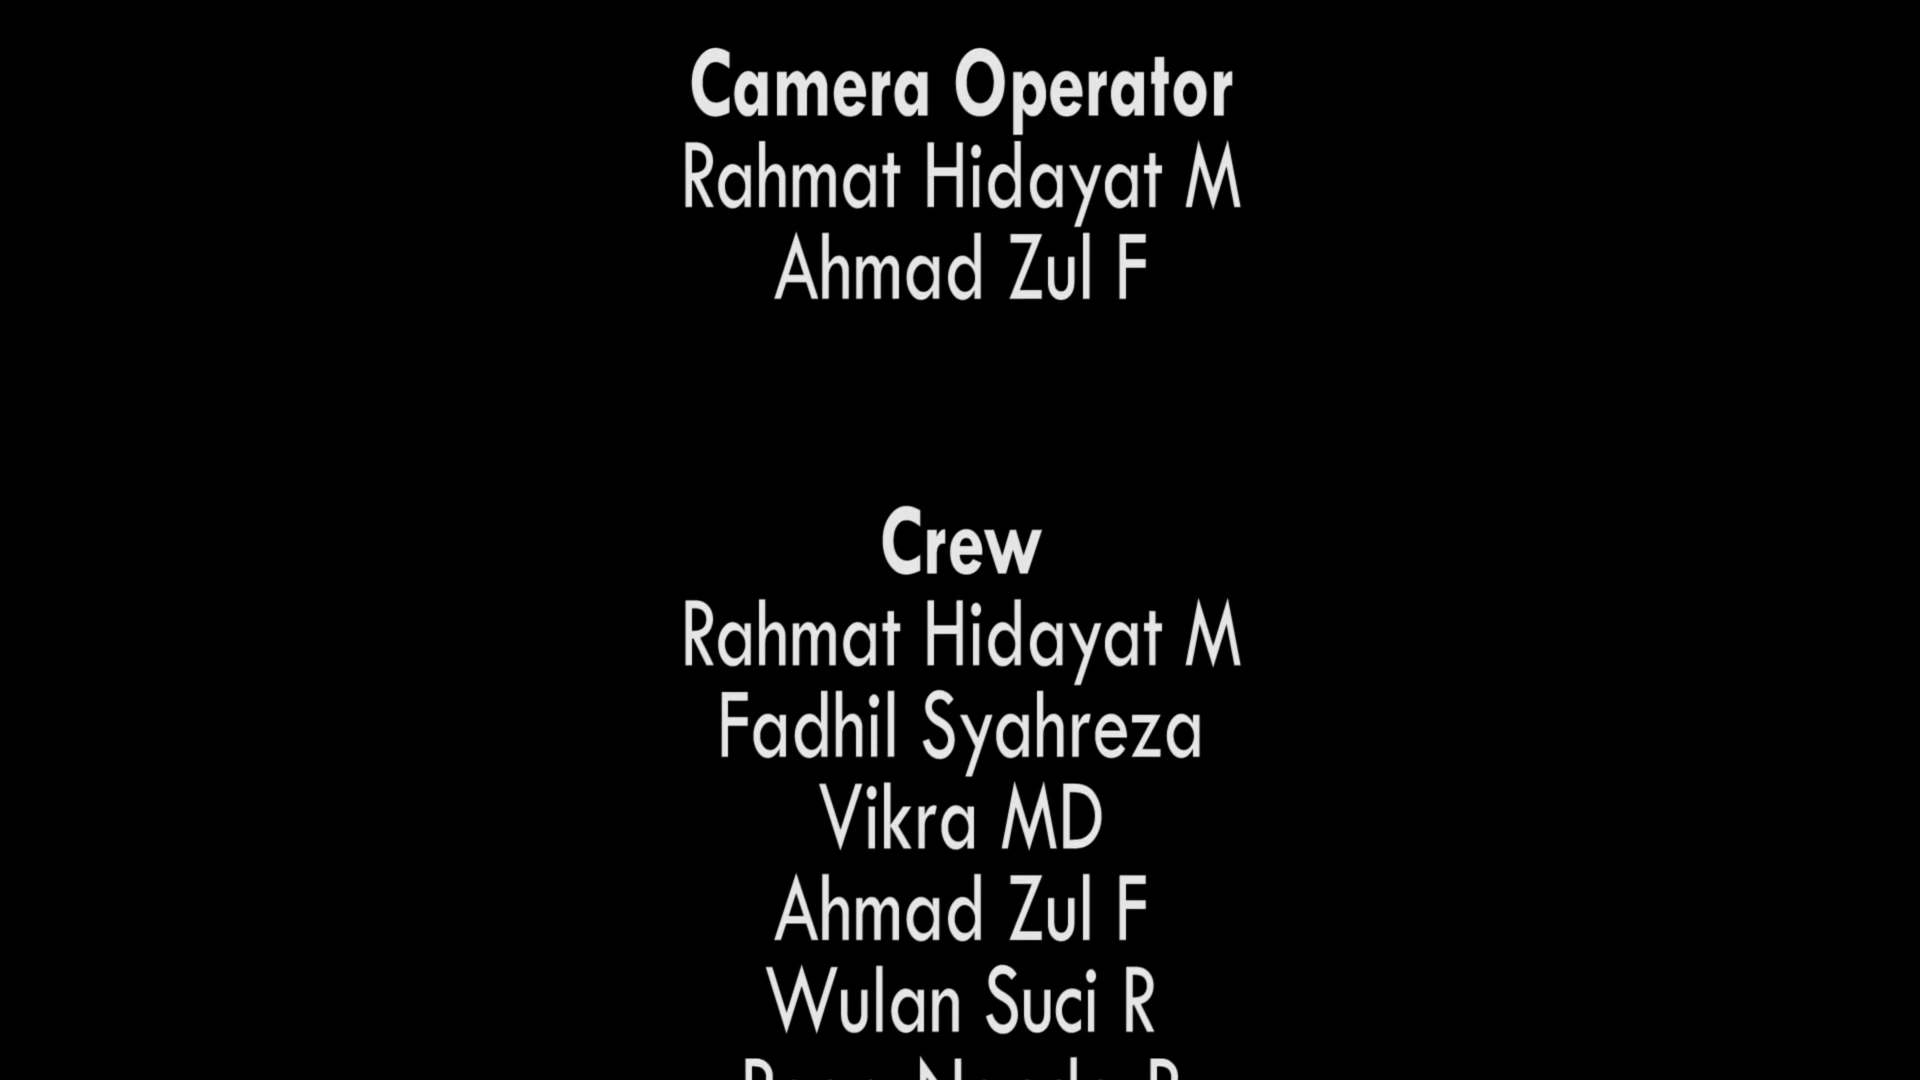 Camera Operator
Rahmat Hidayat M
Ahmad Zul F
Crew
Rahmat Hidayat M
Fadhil Syahreza
Vikra MD
Ahmad Zul F
Wulan Suci R